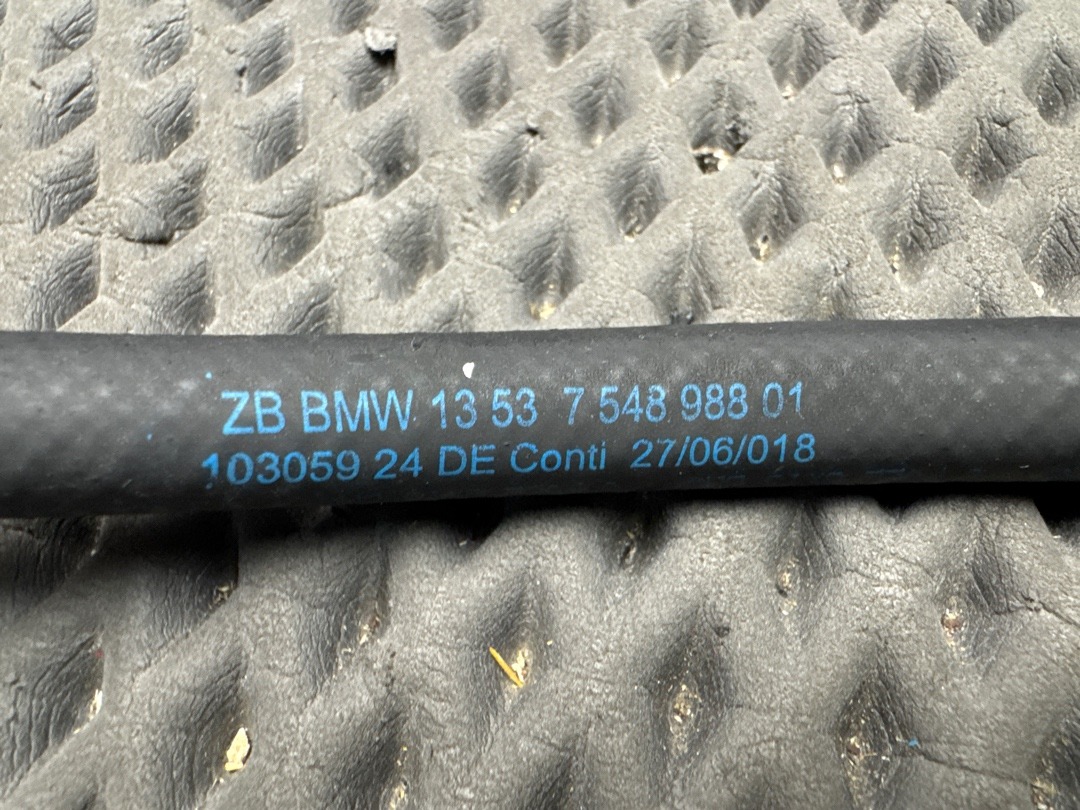 ZB BMW 13 53 7 548 988 01
103059 24 DE Conti 27/06/018